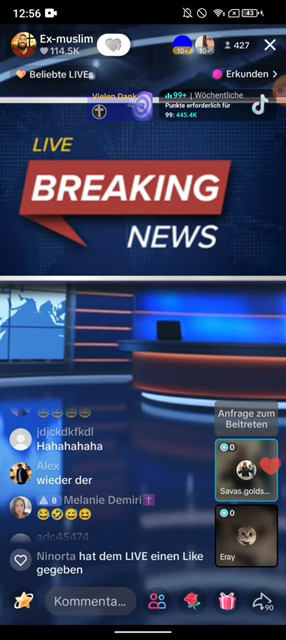 12:56
43
Ex-muslim
114.5K
10+
10+
427
Beliebte LIVEs
Erkunden >
Vielen Dank
99+ | Wöchentliche
Punkte erforderlich für
99: 445.4K
LIVE
BREAKING
NEWS
Anfrage zum
Beitreten
jdjckdkfkdl
Hahahahaha
0
Alex
wieder der
Savas.golds...
8 Melanie Demiri✝️
🤣🤣😄😄
0
adc45474
Ninorta hat dem LIVE einen Like
gegeben
Eray
Kommenta...
90